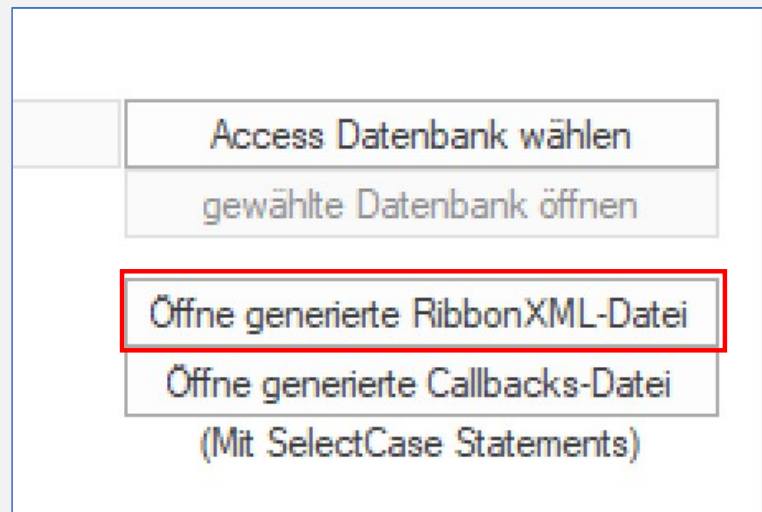 Access Datenbank wählen
gewählte Datenbank öffnen
Öffne generierte RibbonXML-Datei
Öffne generierte Callbacks-Datei
(Mit SelectCase Statements)